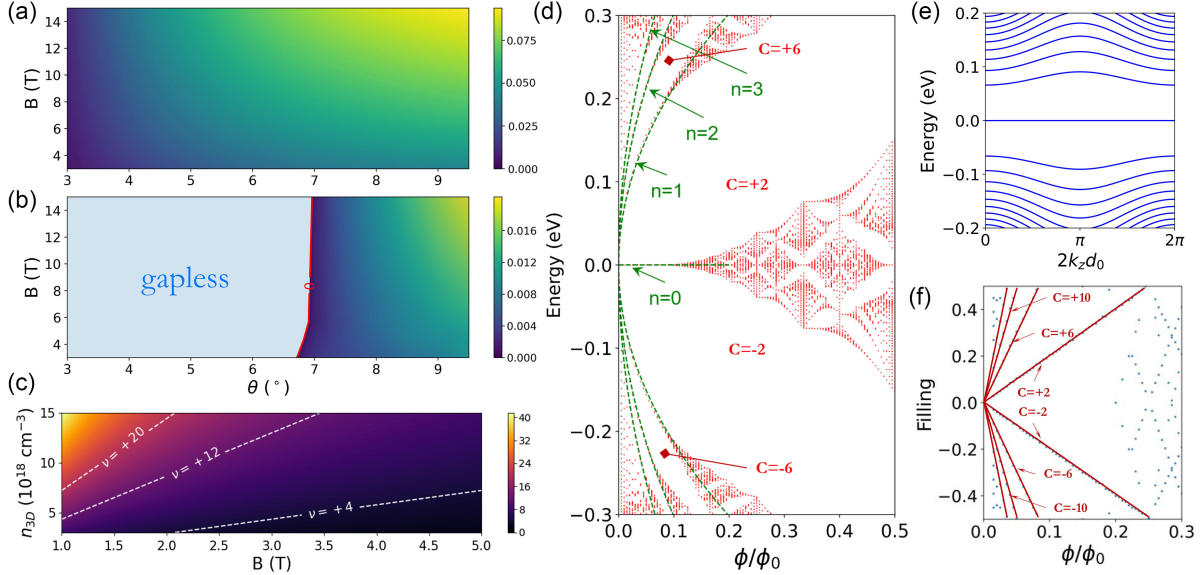 (a)
B (T)
14
12
10
8
6
4
3 4 5 6 7 8 9
0.075
0.050
0.025
0.000
(b)
B (T)
14
12
10
8
6
4
gapless
0
3 4 5 6 7 8 9
θ (°)
0.016
0.012
0.008
0.004
0.000
(c)
n3D (10^18 cm^−3)
15
10
5
ν = +20
ν = +12
ν = +4
1.0 1.5 2.0 2.5 3.0 3.5 4.0 4.5 5.0
B (T)
40
30
20
10
0
(d)
Energy (eV)
0.3
0.2
0.1
0.0
−0.1
−0.2
−0.3
C=+6
n=3
n=2
n=1
C=+2
n=0
C=-2
C=-6
0.0 0.1 0.2 0.3 0.4 0.5
ϕ/ϕ0
(e)
Energy (eV)
0.2
0.1
0.0
−0.1
−0.2
0 π 2π
2kzd0
(f)
Filling
0.4
0.2
0.0
−0.2
−0.4
C=+10
C=+6
C=+2
C=-2
C=-6
C=-10
0.0 0.1 0.2 0.3
ϕ/ϕ0